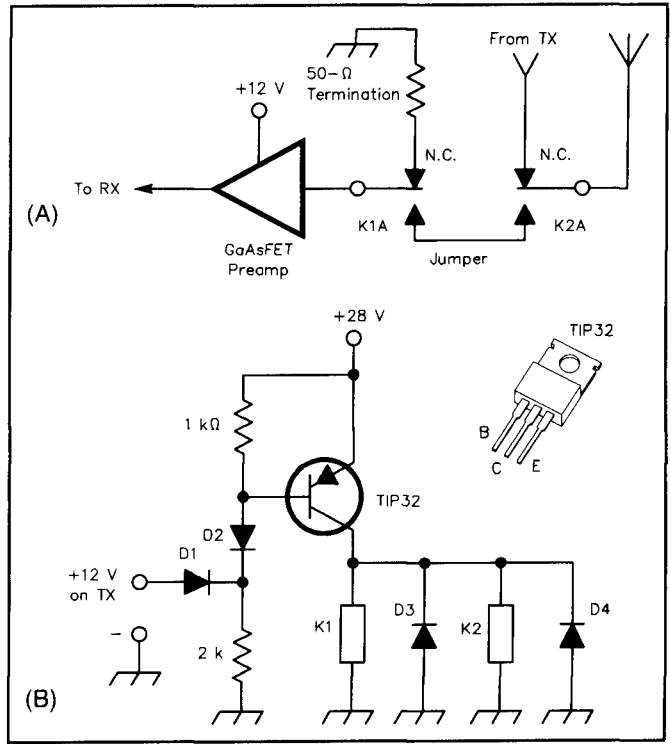 50-Ω
Termination
From TX
+12 V
N.C.
N.C.
To RX
(A)
K1A
K2A
GaAsFET
Preamp
Jumper
+28 V
TIP32
1 kΩ
B
C
E
TIP32
D2
D1
+12 V
on TX
K1
D3
K2
D4
-
2 k
(B)